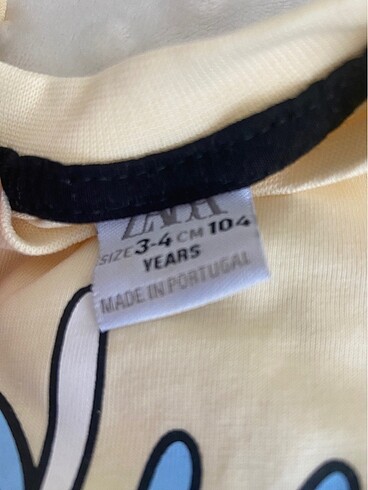 ZARA
SIZE 3-4 CM 104
YEARS
MADE IN PORTUGAL